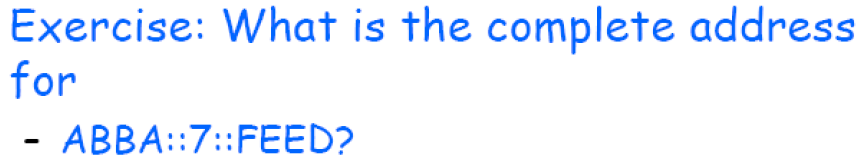 Exercise: What is the complete address
for
- ABBA::7::FEED?